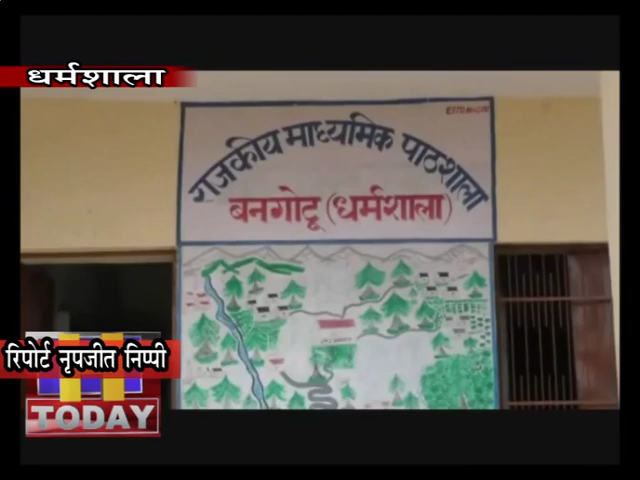 धर्मशाला
राजकीय माध्यमिक पाठशाला
बनगोटू (धर्मशाला)
रिपोर्ट नृपजीत निप्पी
TODAY